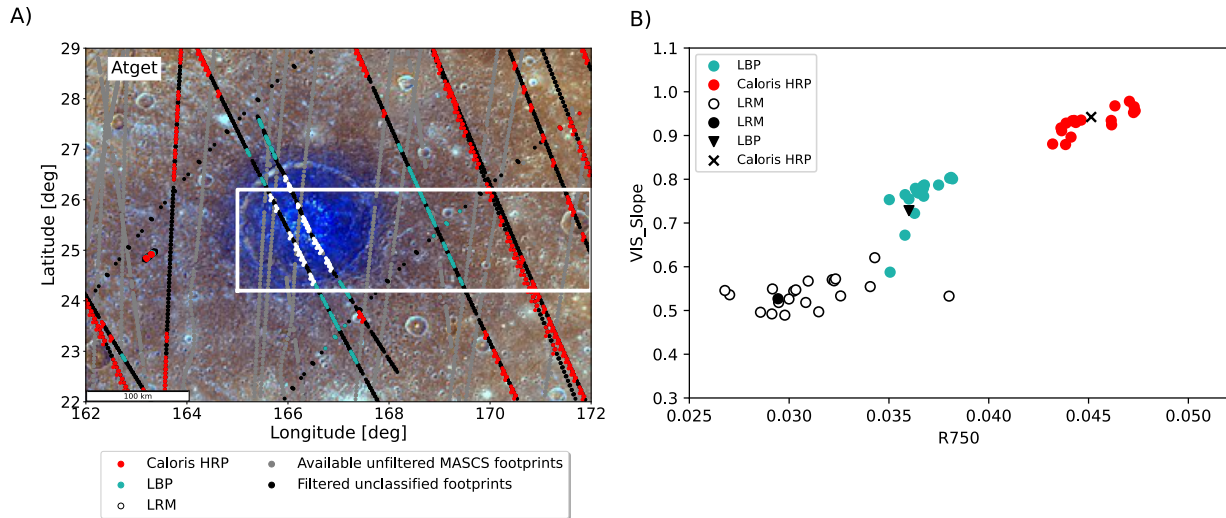 A)
Atget
29
28
27
26
25
24
23
22
Latitude [deg]
100 km
162
164
166
168
170
172
Longitude [deg]
Caloris HRP
LBP
LRM
Available unfiltered MASCS footprints
Filtered unclassified footprints
B)
1.1
1.0
0.9
0.8
0.7
0.6
0.5
0.4
0.3
VIS_Slope
LBP
Caloris HRP
LRM
LRM
LBP
Caloris HRP
0.025
0.030
0.035
0.040
0.045
0.050
R750